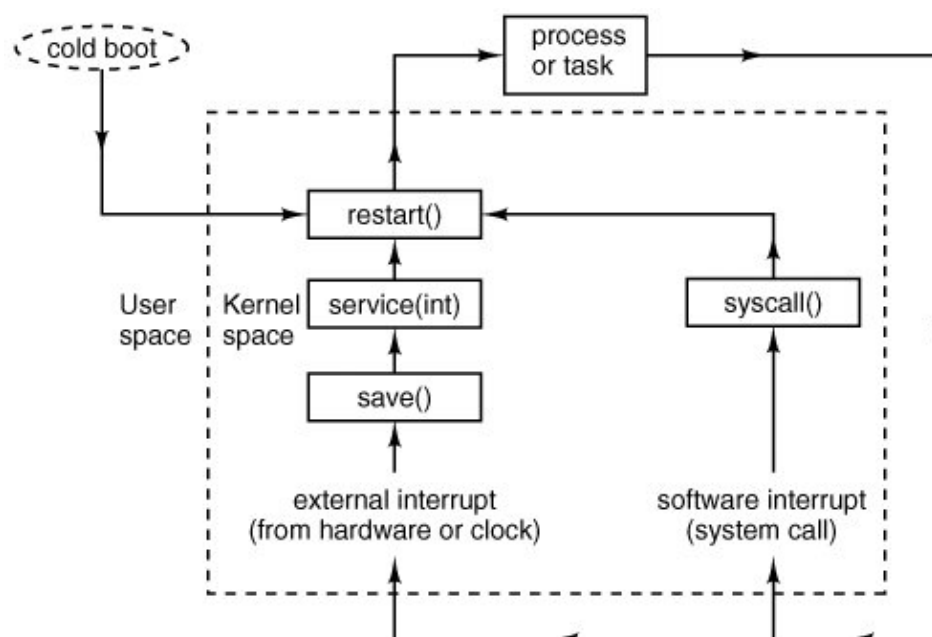 cold boot
process
or task
restart()
User
space
Kernel
space
service(int)
syscall()
save()
external interrupt
(from hardware or clock)
software interrupt
(system call)